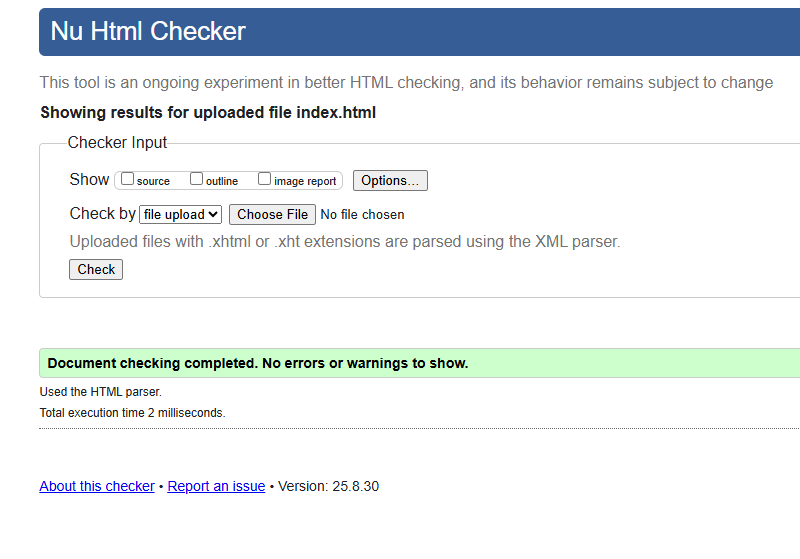 Nu Html Checker
This tool is an ongoing experiment in better HTML checking, and its behavior remains subject to change
Showing results for uploaded file index.html
Checker Input
Show source outline image report Options...
Check by file upload Choose File No file chosen
Uploaded files with .xhtml or .xht extensions are parsed using the XML parser.
Check
Document checking completed. No errors or warnings to show.
Used the HTML parser.
Total execution time 2 milliseconds.
About this checker • Report an issue • Version: 25.8.30